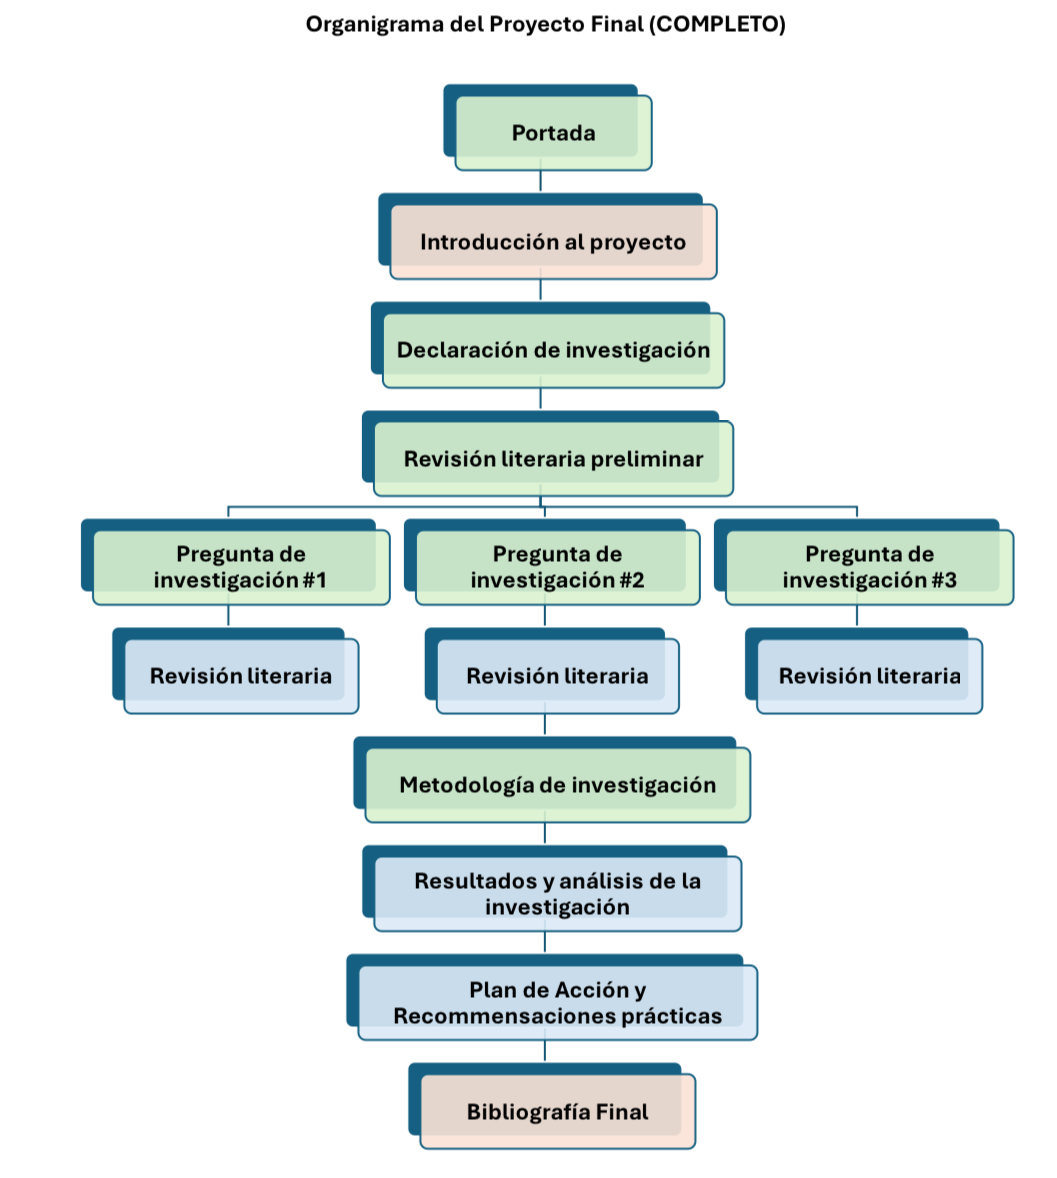 Organigrama del Proyecto Final (COMPLETO)
Portada
Introducción al proyecto
Declaración de investigación
Revisión literaria preliminar
Pregunta de
investigación #1
Pregunta de
investigación #2
Pregunta de
investigación #3
Revisión literaria
Revisión literaria
Revisión literaria
Metodología de investigación
Resultados y análisis de la
investigación
Plan de Acción y
Recommensaciones prácticas
Bibliografía Final